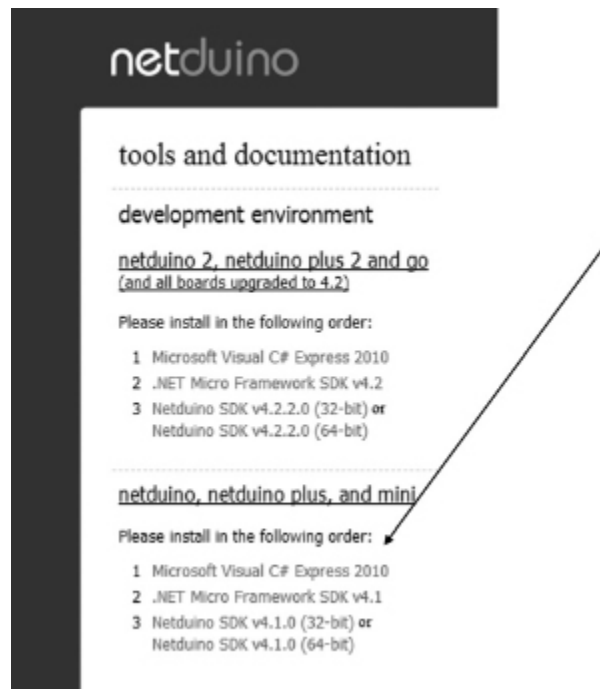 netduino
tools and documentation
development environment
netduino 2, netduino plus 2 and go
(and all boards upgraded to 4.2)
Please install in the following order:
1 Microsoft Visual C# Express 2010
2 .NET Micro Framework SDK v4.2
3 Netduino SDK v4.2.2.0 (32-bit) or
Netduino SDK v4.2.2.0 (64-bit)
netduino, netduino plus, and mini
Please install in the following order:
1 Microsoft Visual C# Express 2010
2 .NET Micro Framework SDK v4.1
3 Netduino SDK v4.1.0 (32-bit) or
Netduino SDK v4.1.0 (64-bit)